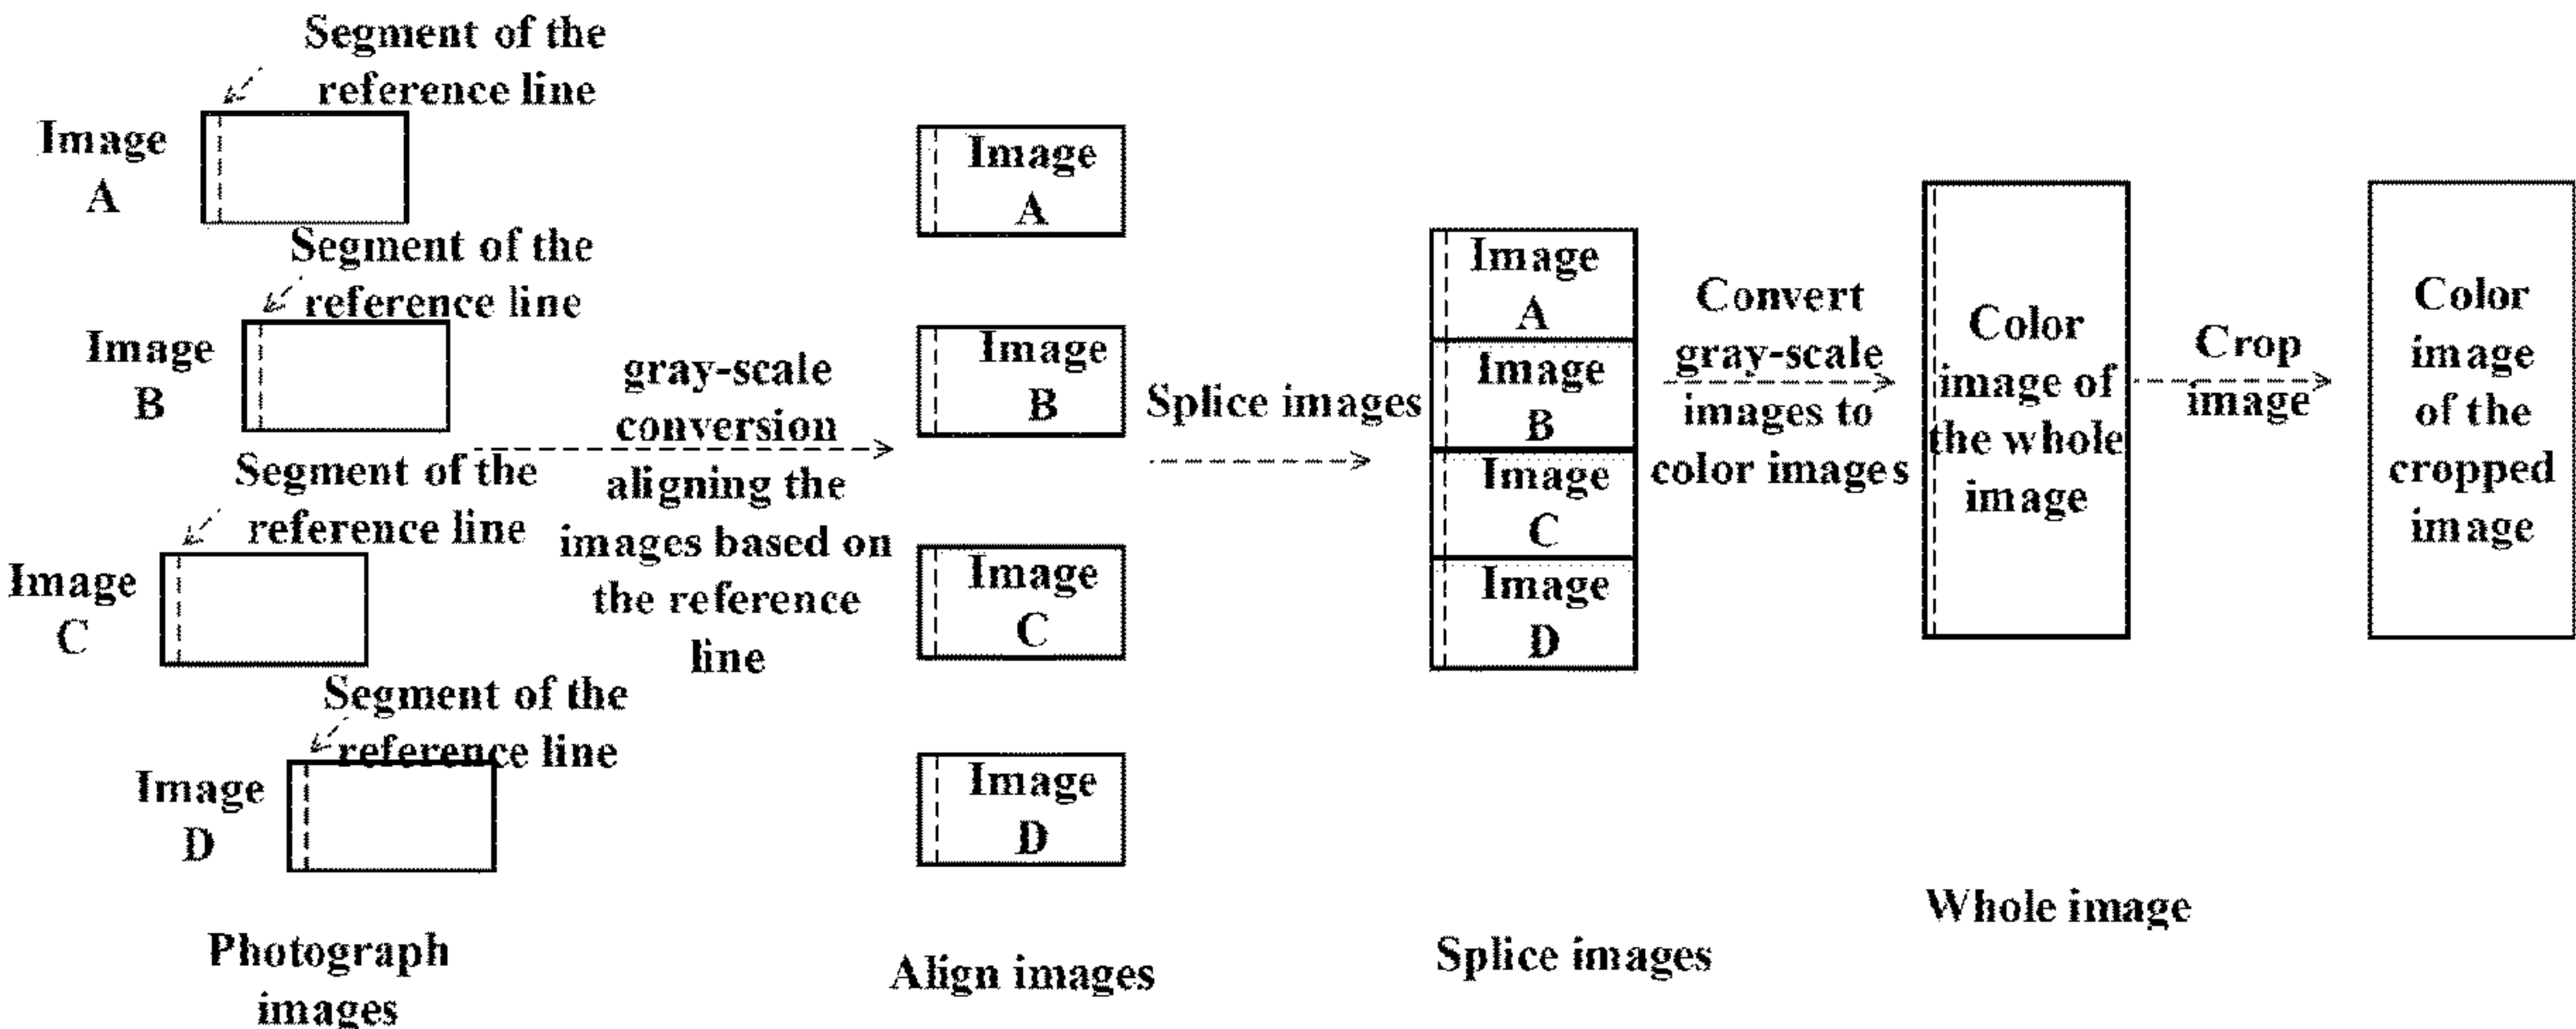 Segment of the
reference line
Image
A
Segment of the
reference line
Image
B
Segment of the
reference line
Image
C
Segment of the
reference line
Image
D
Photograph
images
gray-scale
conversion
aligning the
images based on
the reference
line
Image
A
Image
B
Image
C
Image
D
Align images
Splice images
Image
A
Image
B
Image
C
Image
D
Splice images
Convert
gray-scale
images to
color images
Color
image of
the whole
image
Whole image
Crop
image
Color
image
of the
cropped
image